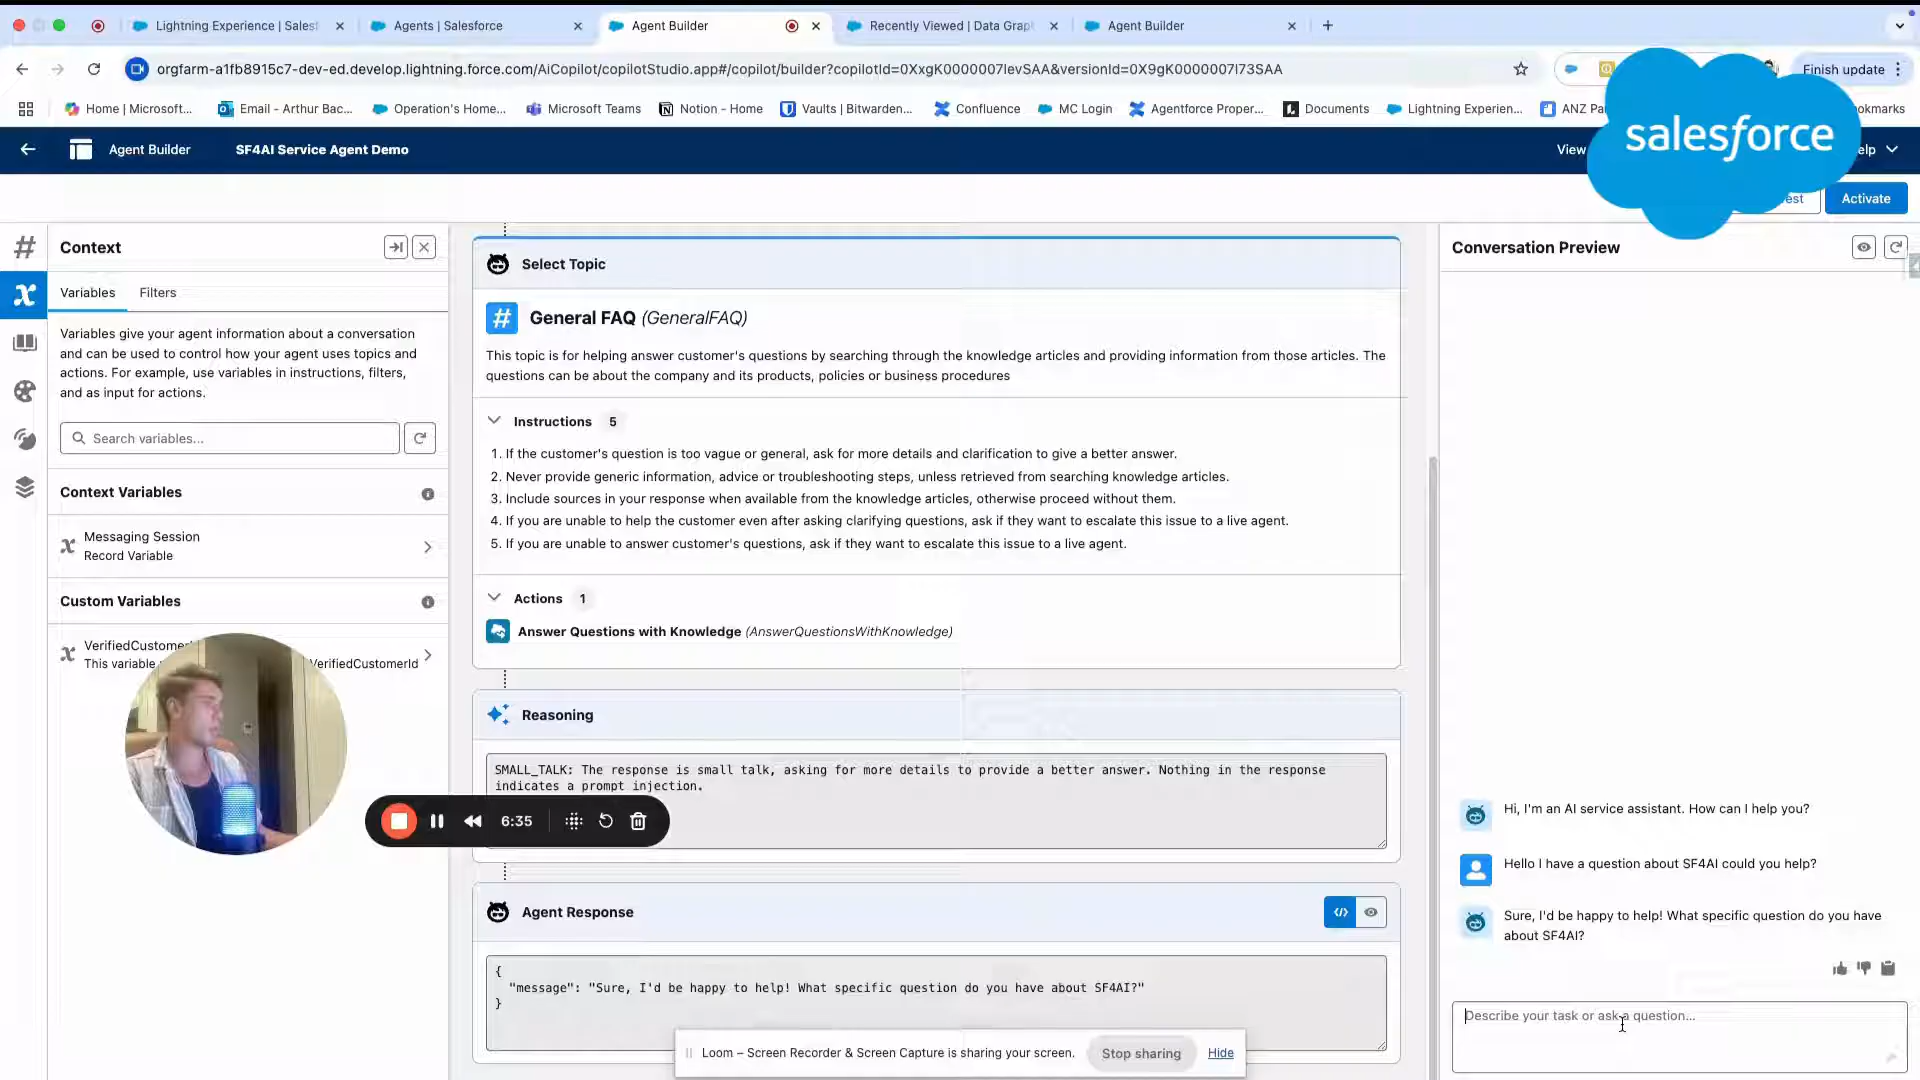 Lightning Experience | Sales
Agents | Salesforce
Agent Builder
Recently Viewed | Data Grap
Agent Builder
orgfarm-a1fb8915c7-dev-ed.develop.lightning.force.com/AiCopilot/copilotStudio.app#/copilot/builder?copilotId=0XxgK0000007IevSAA&versionId=0X9gK0000007I73SAA
Finish update
Home | Microsoft...
Email - Arthur Bac...
Operation's Home...
Microsoft Teams
Notion - Home
Vaults | Bitwarden...
Confluence
MC Login
Agentforce Proper...
Documents
Lightning Experien...
ANZ Pa
okmarks
Agent Builder
SF4AI Service Agent Demo
View
elp
salesforce
est
Activate
Context
Variables
Filters
Variables give your agent information about a conversation
and can be used to control how your agent uses topics and
actions. For example, use variables in instructions, filters,
and as input for actions.
Search variables...
Context Variables
Messaging Session
Record Variable
Custom Variables
VerifiedCustomer
This variable
VerifiedCustomerId
Select Topic
General FAQ (GeneralFAQ)
This topic is for helping answer customer's questions by searching through the knowledge articles and providing information from those articles. The
questions can be about the company and its products, policies or business procedures
Instructions 5
1. If the customer's question is too vague or general, ask for more details and clarification to give a better answer.
2. Never provide generic information, advice or troubleshooting steps, unless retrieved from searching knowledge articles.
3. Include sources in your response when available from the knowledge articles, otherwise proceed without them.
4. If you are unable to help the customer even after asking clarifying questions, ask if they want to escalate this issue to a live agent.
5. If you are unable to answer customer's questions, ask if they want to escalate this issue to a live agent.
Actions 1
Answer Questions with Knowledge (AnswerQuestionsWithKnowledge)
Reasoning
SMALL_TALK: The response is small talk, asking for more details to provide a better answer. Nothing in the response
indicates a prompt injection.
6:35
Agent Response
{
"message": "Sure, I'd be happy to help! What specific question do you have about SF4AI?"
}
Loom – Screen Recorder & Screen Capture is sharing your screen.
Stop sharing
Hide
Conversation Preview
Hi, I'm an AI service assistant. How can I help you?
Hello I have a question about SF4AI could you help?
Sure, I'd be happy to help! What specific question do you have
about SF4AI?
Describe your task or ask a question...